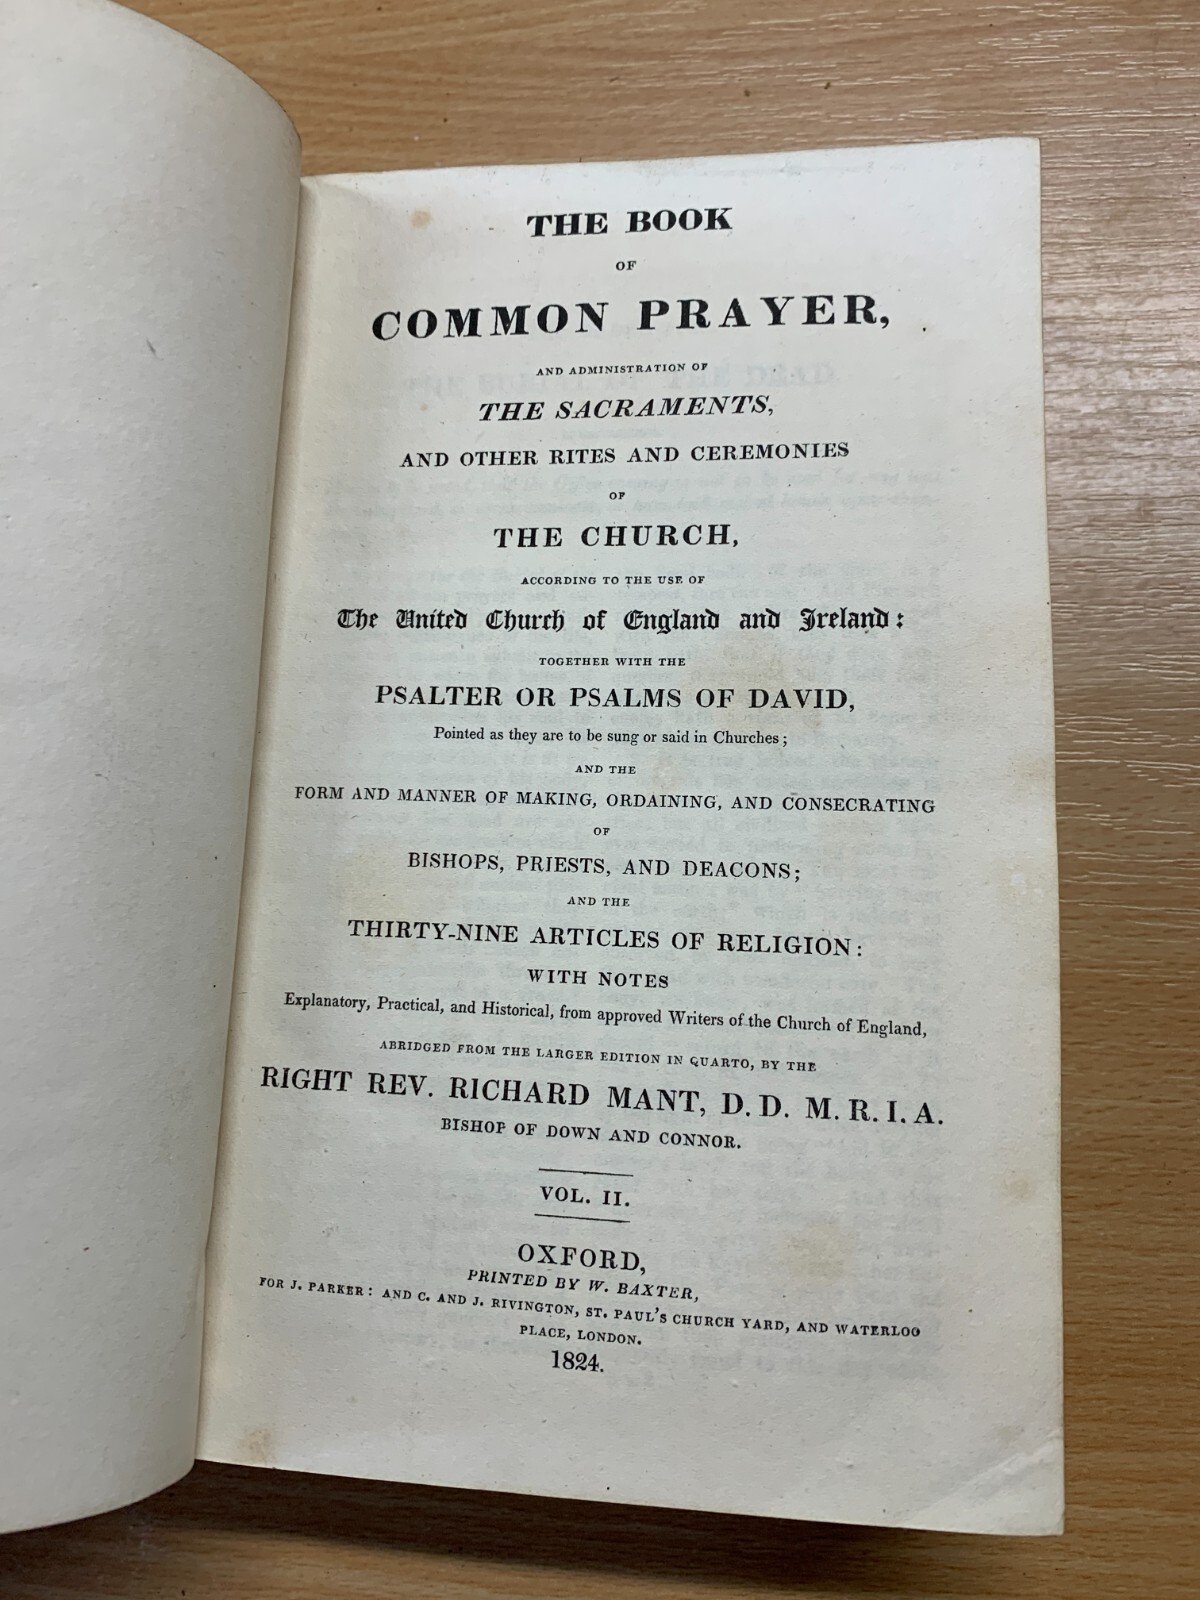 THE BOOK
OF
COMMON PRAYER,
AND ADMINISTRATION OF
THE SACRAMENTS,
AND OTHER RITES AND CEREMONIES
OF
THE CHURCH,
ACCORDING TO THE USE OF
The United Church of England and Ireland:
TOGETHER WITH THE
PSALTER OR PSALMS OF DAVID,
Pointed as they are to be sung or said in Churches;
AND THE
FORM AND MANNER OF MAKING, ORDAINING, AND CONSECRATING
OF
BISHOPS, PRIESTS, AND DEACONS;
AND THE
THIRTY-NINE ARTICLES OF RELIGION:
WITH NOTES
Explanatory, Practical, and Historical, from approved Writers of the Church of England,
ABRIDGED FROM THE LARGER EDITION IN QUARTO, BY THE
RIGHT REV. RICHARD MANT, D. D. M. R. I. A.
BISHOP OF DOWN AND CONNOR.
VOL. II.
OXFORD,
PRINTED BY W. BAXTER,
FOR J. PARKER: AND C. AND J. RIVINGTON, ST. PAUL'S CHURCH YARD, AND WATERLOO
PLACE, LONDON.
1824.